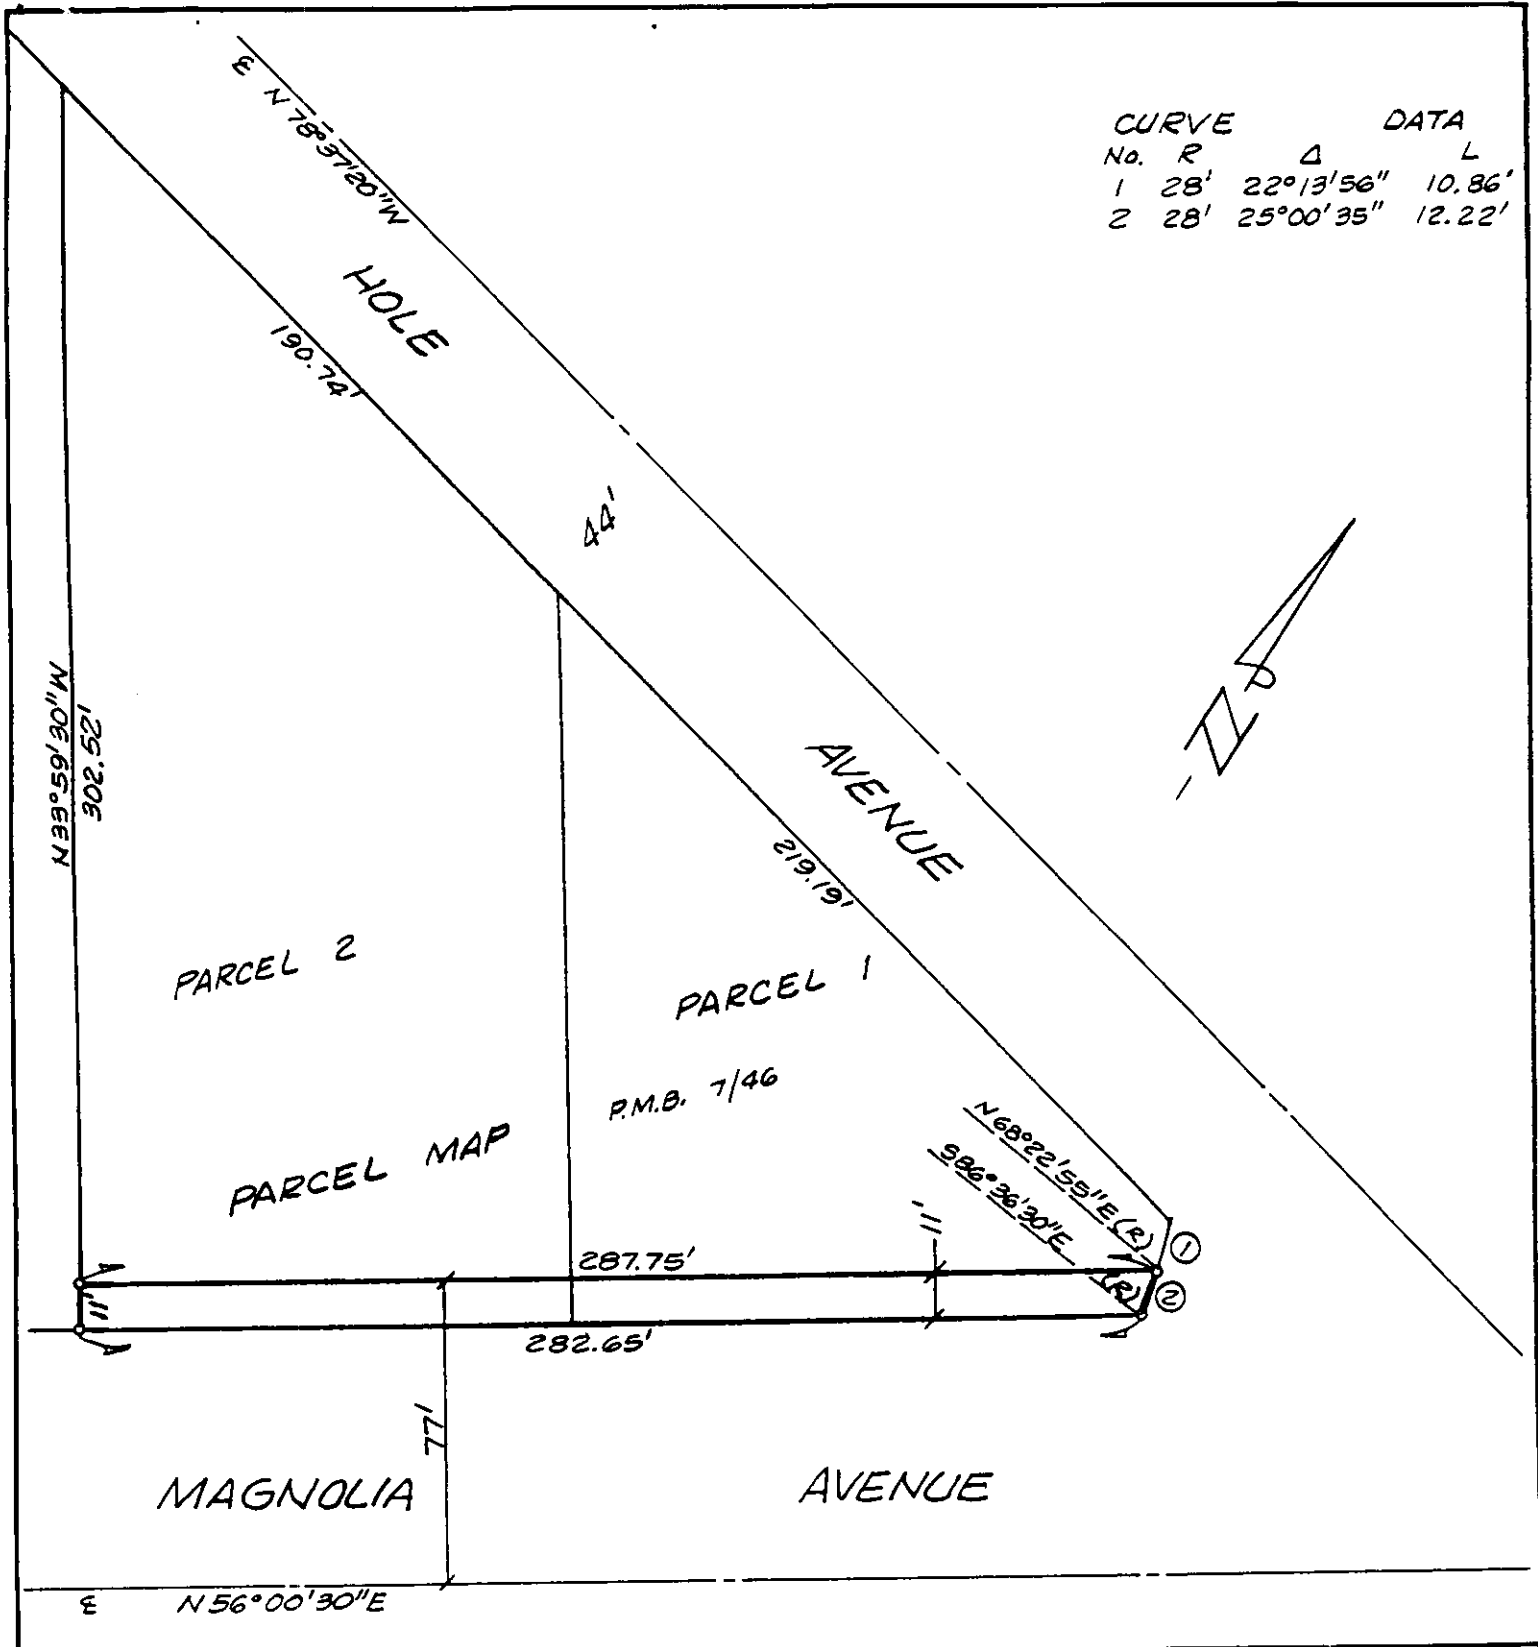 CURVE DATA
No. R Δ L
1 28' 22°13'56" 10.86'
2 28' 25°00'35" 12.22'
℄ N78°37'20"W
HOLE
190.74'
44'
AVENUE
219.19'
N
N33°59'30"W
302.52'
PARCEL 2
PARCEL 1
P.M.B. 7/46
PARCEL MAP
N68°22'55"E(R)
S86°36'30"E
(R)
1
2
11'
287.75'
11'
282.65'
77'
MAGNOLIA AVENUE
℄ N56°00'30"E